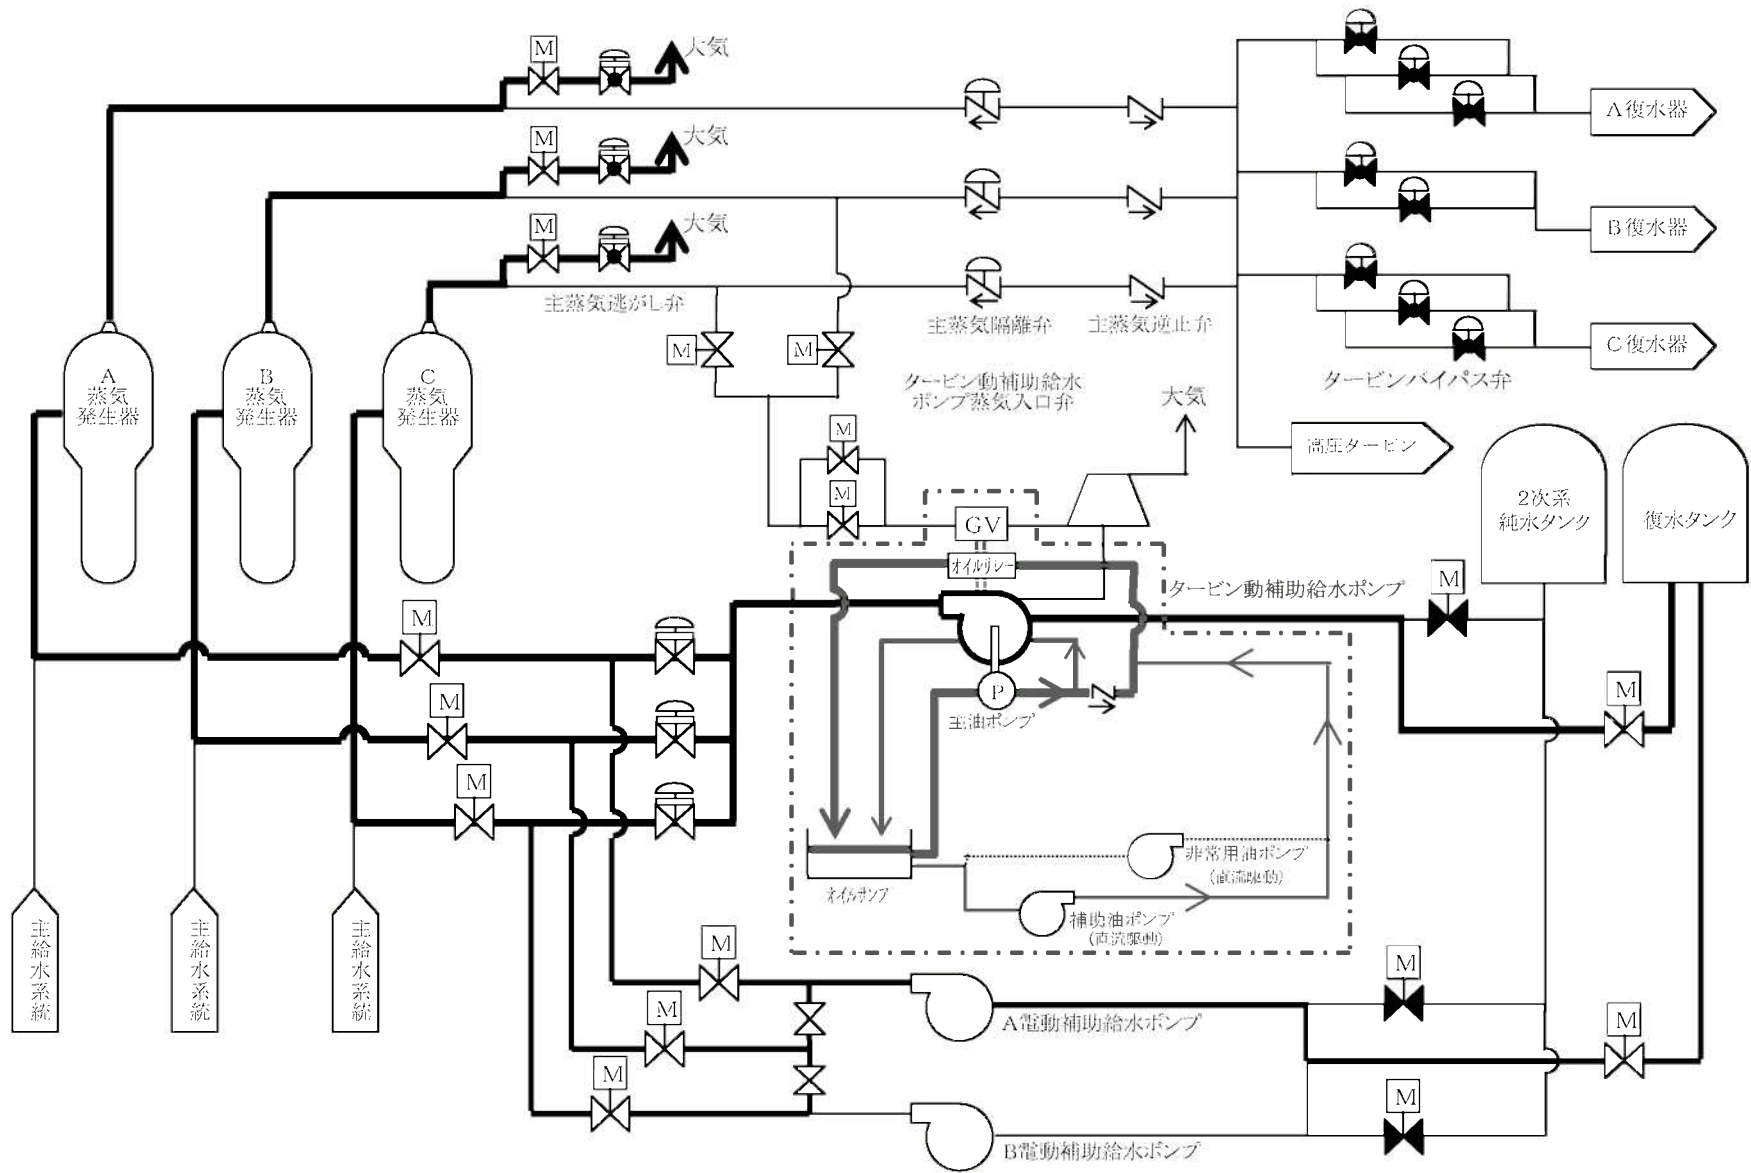 M
大気
M
大気
M
大気
主蒸気逃がし弁
主蒸気隔離弁
主蒸気逆止弁
A復水器
B復水器
C復水器
タービンバイパス弁
M
M
タービン動補助給水
ポンプ蒸気入口弁
大気
高圧タービン
A
蒸気
発生器
B
蒸気
発生器
C
蒸気
発生器
M
M
GV
オイルリレー
タービン動補助給水ポンプ
2次系
純水タンク
復水タンク
M
M
M
M
M
P
主油ポンプ
オイルサンプ
非常用油ポンプ
(直流駆動)
補助油ポンプ
(直流駆動)
主給水系統
主給水系統
主給水系統
M
M
M
A電動補助給水ポンプ
B電動補助給水ポンプ
M
M
M